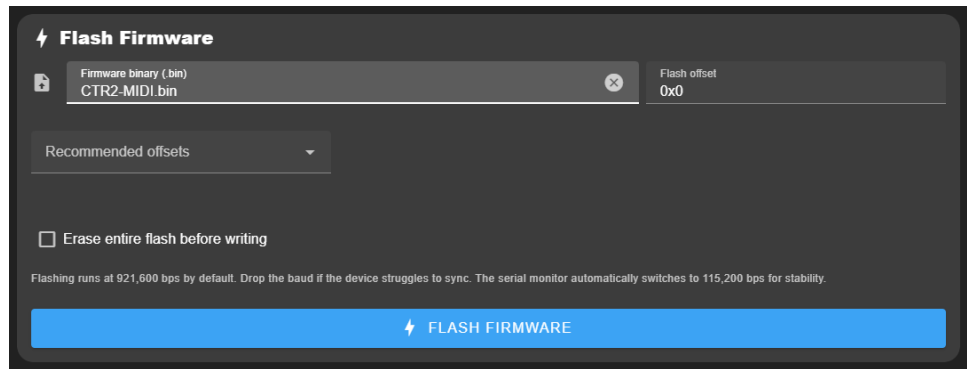 Flash Firmware
Firmware binary (.bin)
CTR2-MIDI.bin
Flash offset
0x0
Recommended offsets
Erase entire flash before writing
Flashing runs at 921,600 bps by default. Drop the baud if the device struggles to sync. The serial monitor automatically switches to 115,200 bps for stability.
FLASH FIRMWARE